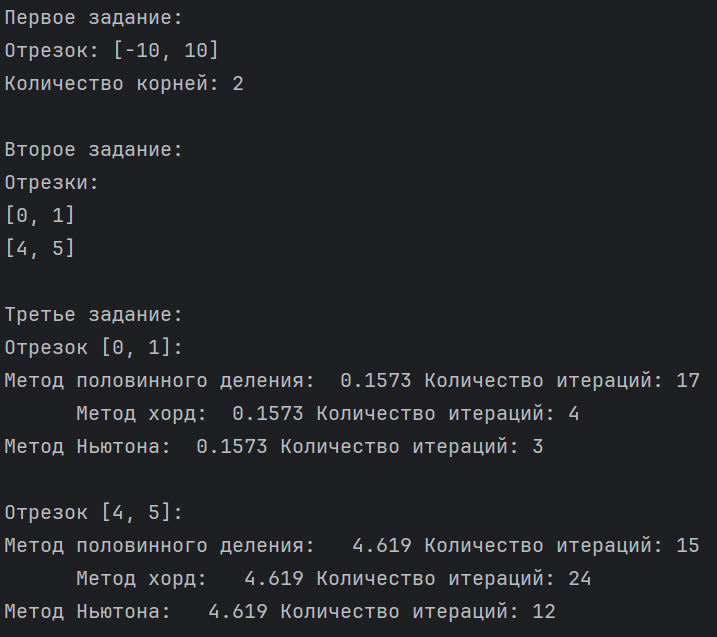 Первое задание:
Отрезок: [-10, 10]
Количество корней: 2
Второе задание:
Отрезки:
[0, 1]
[4, 5]
Третье задание:
Отрезок [0, 1]:
Метод половинного деления:  0.1573 Количество итераций: 17
Метод хорд:  0.1573 Количество итераций: 4
Метод Ньютона:  0.1573 Количество итераций: 3
Отрезок [4, 5]:
Метод половинного деления:   4.619 Количество итераций: 15
Метод хорд:   4.619 Количество итераций: 24
Метод Ньютона:   4.619 Количество итераций: 12